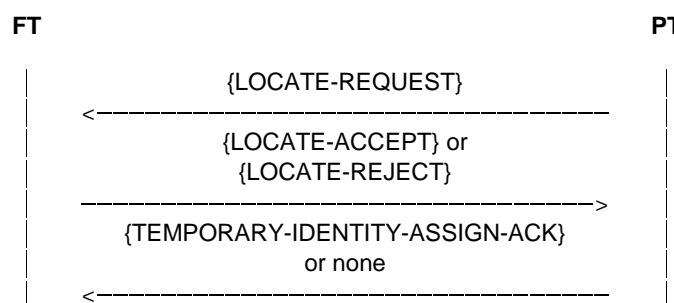 FT PT
{LOCATE-REQUEST}
{LOCATE-ACCEPT} or
{LOCATE-REJECT}
{TEMPORARY-IDENTITY-ASSIGN-ACK}
or none